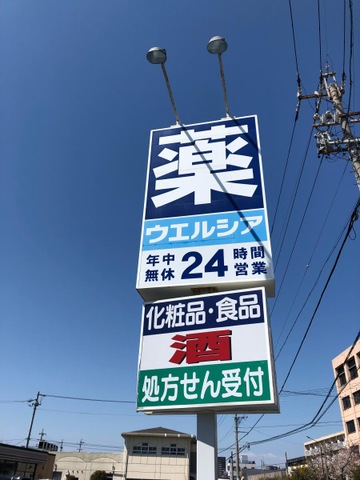 薬
ウエルシア
年中無休 24 時間営業
化粧品・食品
酒
処方せん受付